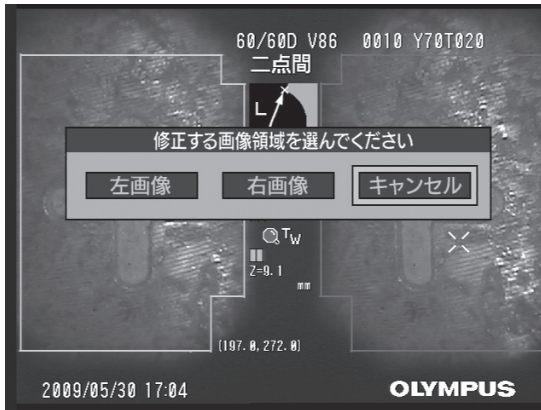 60/60D V86 0010 Y70T020
二点間
L
修正する画像領域を選んでください
左画像 右画像 キャンセル
TW
Z=9.1
mm
(197.0,272.0)
2009/05/30 17:04 OLYMPUS